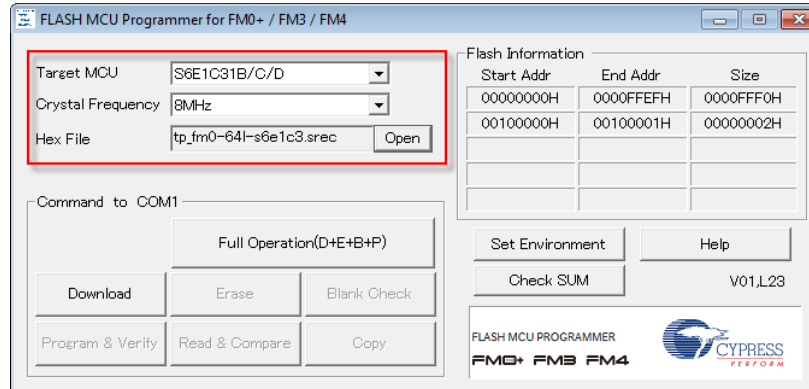 FLASH MCU Programmer for FM0+ / FM3 / FM4
Target MCU S6E1C31B/C/D
Crystal Frequency 8MHz
Hex File tp_fm0-64l-s6e1c3.srec Open
Flash Information
Start Addr End Addr Size
00000000H 0000FFEFH 0000FFF0H
00100000H 00100001H 00000002H
Command to COM1
Full Operation(D+E+B+P)
Download Erase Blank Check
Program & Verify Read & Compare Copy
Set Environment Help
Check SUM V01,L23
FLASH MCU PROGRAMMER
FM0+ FM3 FM4
CYPRESS
PERFORM